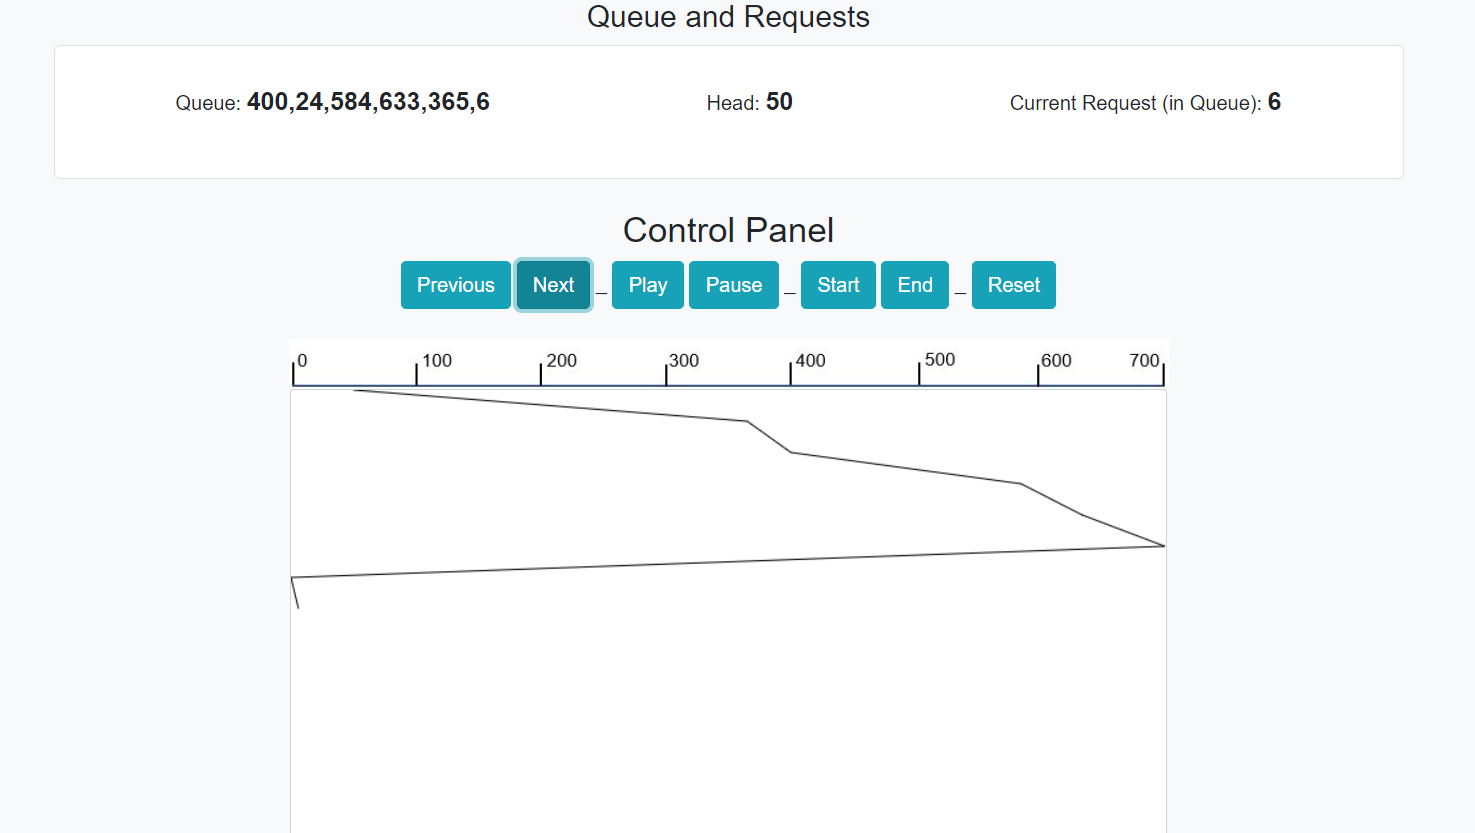 Queue and Requests
Queue: 400,24,584,633,365,6 Head: 50 Current Request (in Queue): 6
Control Panel
Previous Next _ Play Pause _ Start End _ Reset
0 100 200 300 400 500 600 700